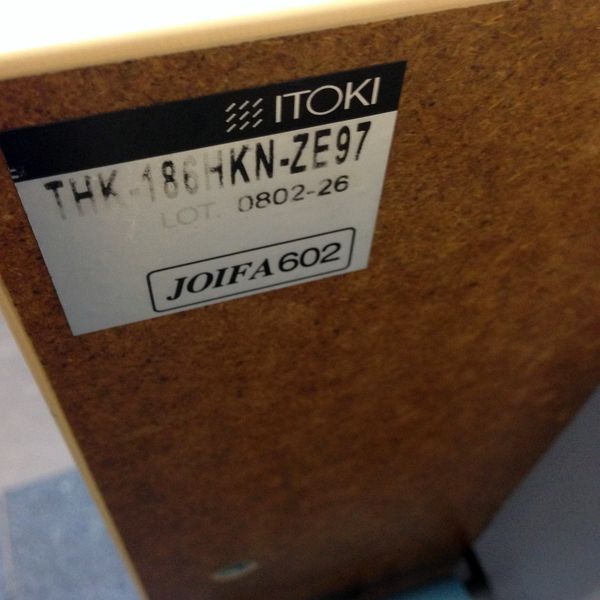 ITOKI
THK-186HKN-ZE97
LOT. 0802-26
JOIFA602